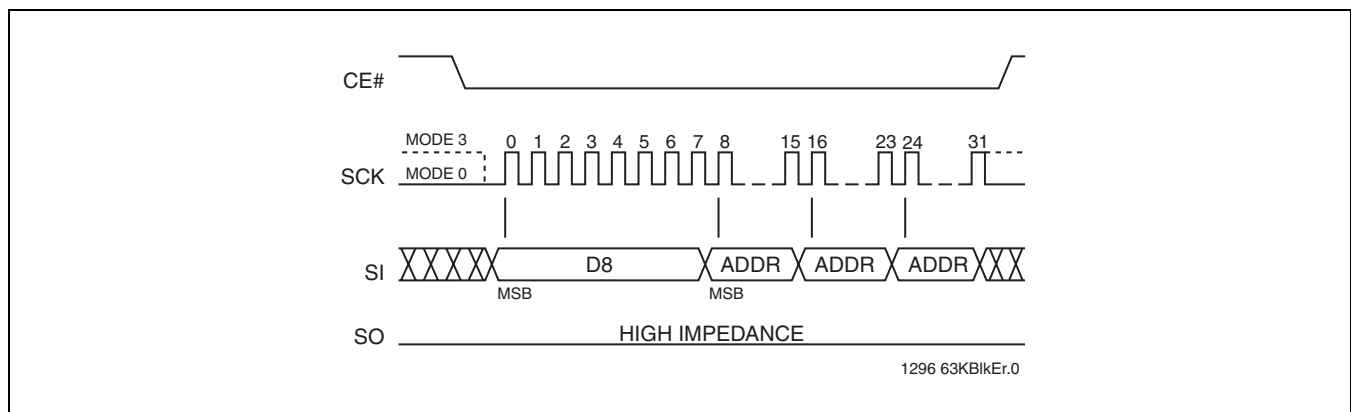 CE#
MODE 3 0 1 2 3 4 5 6 7 8 15 16 23 24 31
SCK MODE 0
SI D8 ADDR ADDR ADDR
MSB MSB
SO HIGH IMPEDANCE
1296 63KBlkEr.0